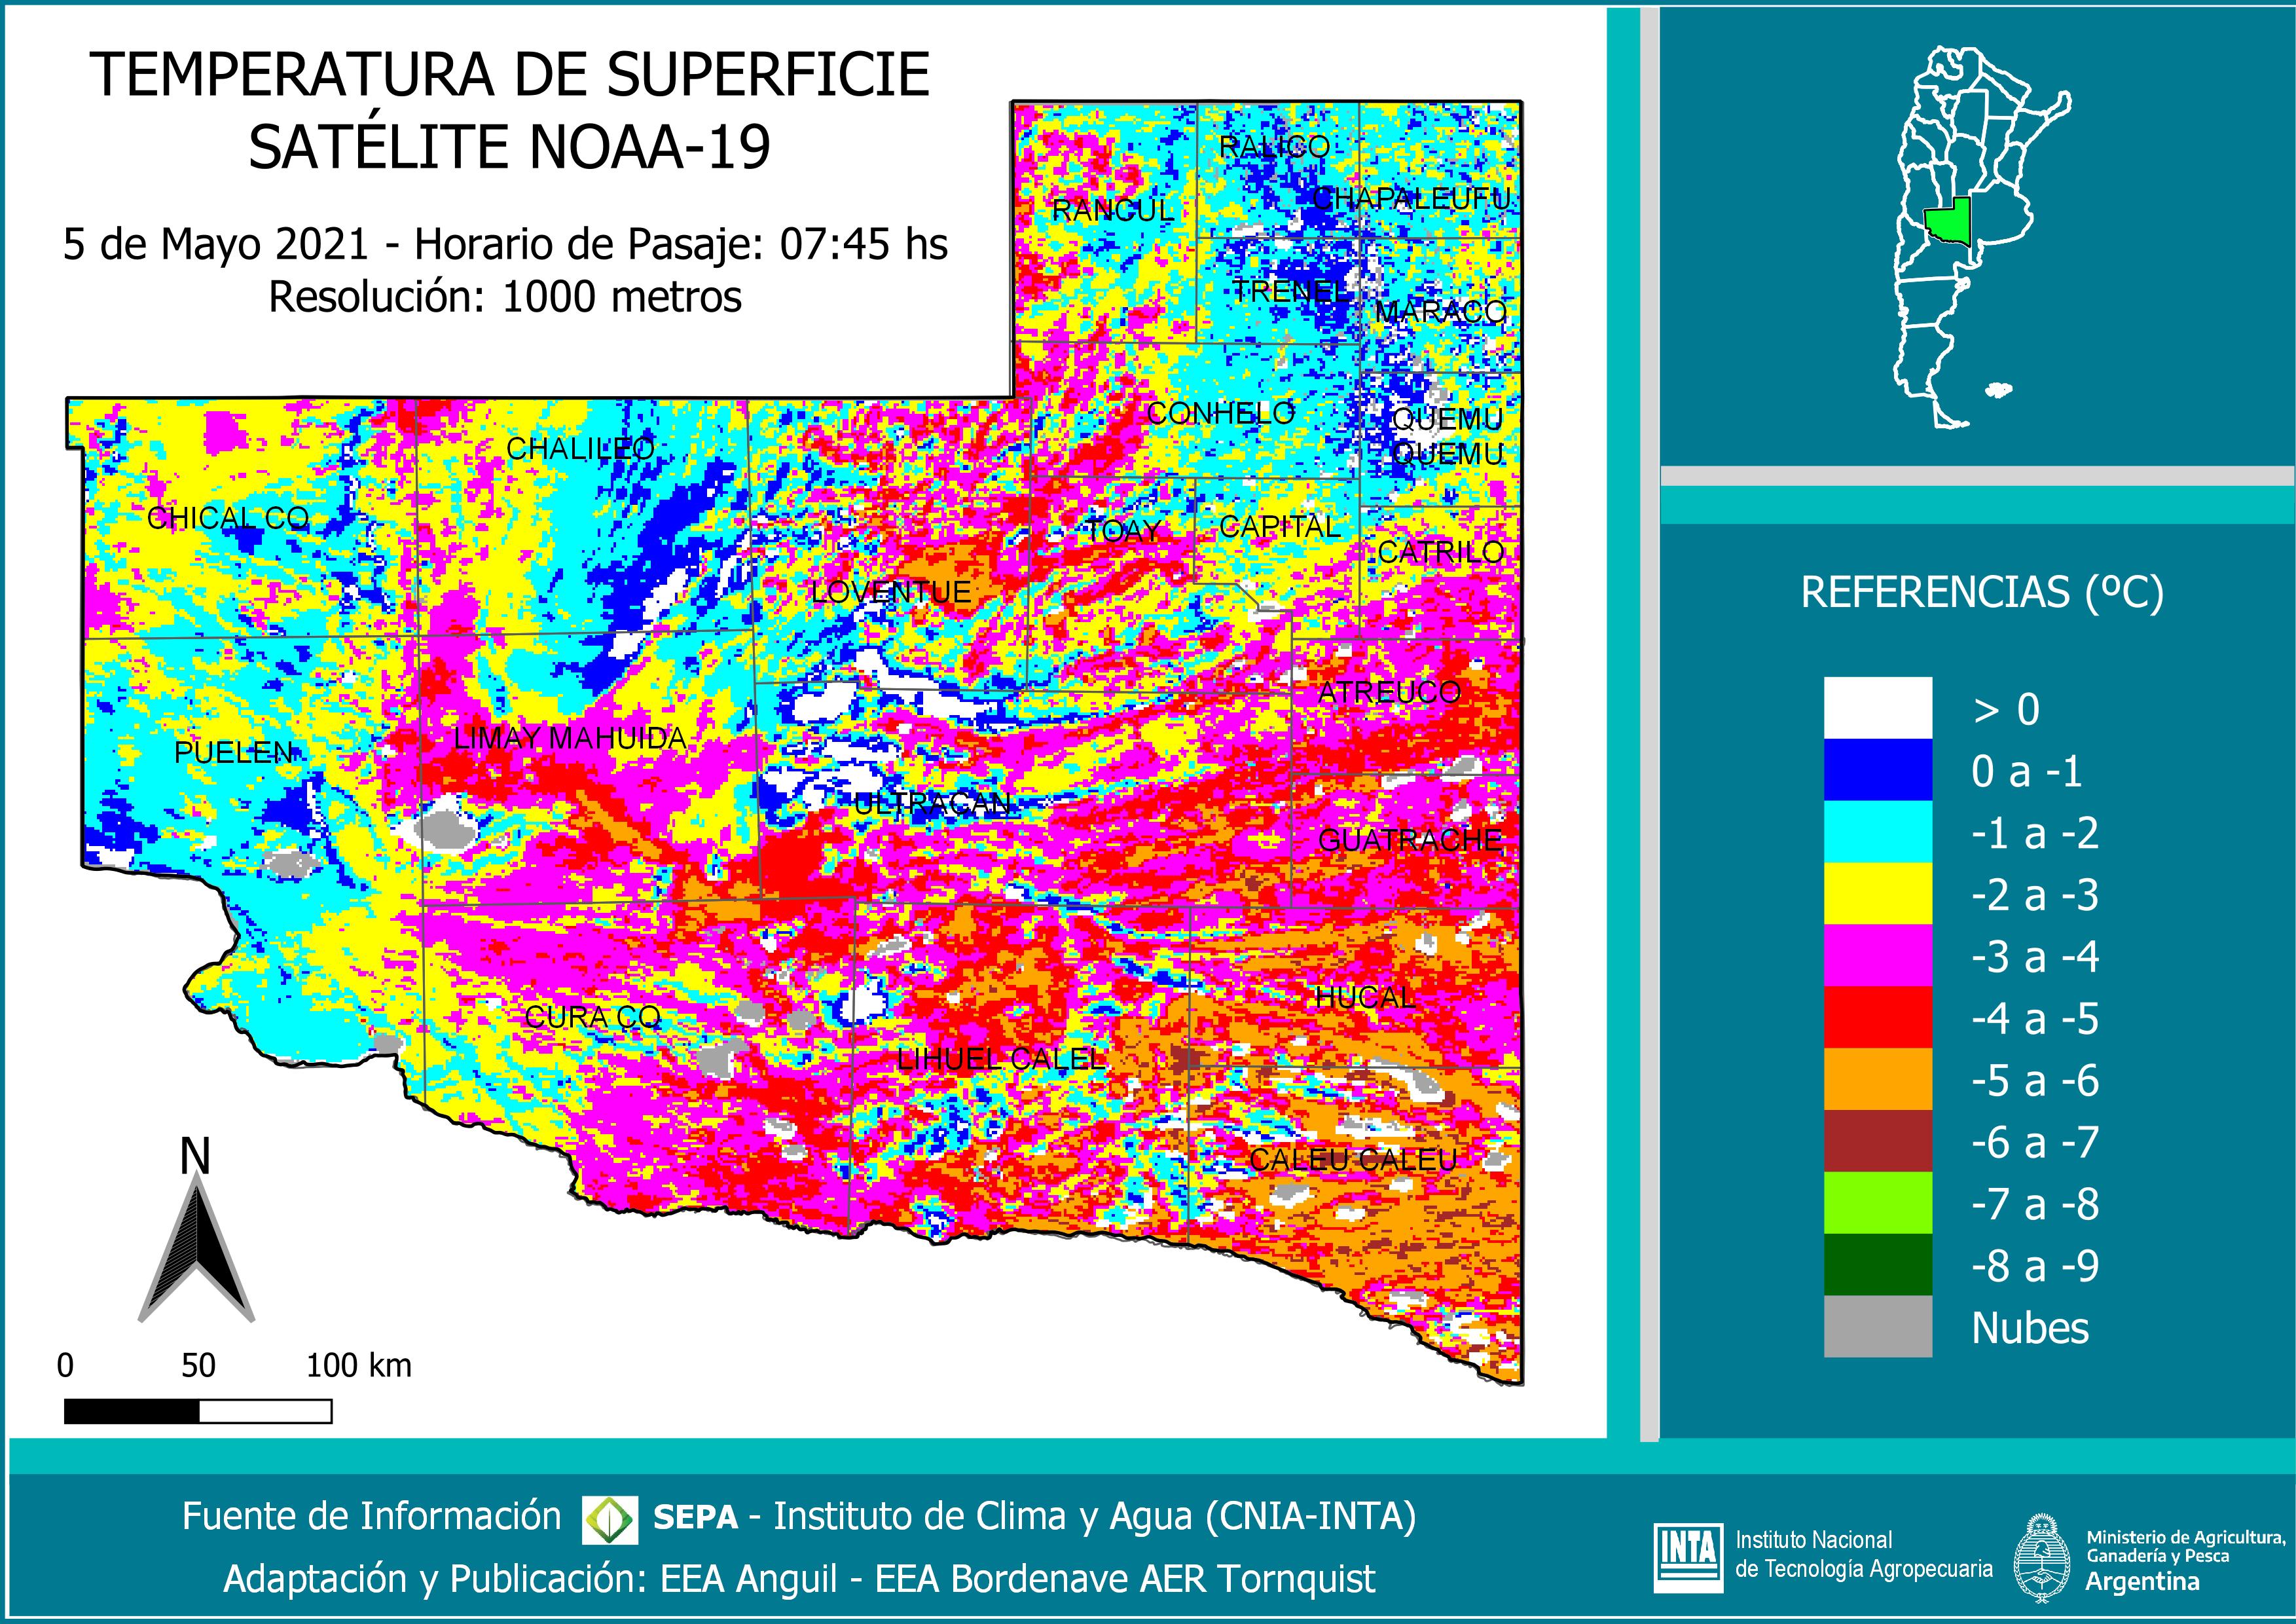 TEMPERATURA DE SUPERFICIE
SATÉLITE NOAA-19
5 de Mayo 2021 - Horario de Pasaje: 07:45 hs
Resolución: 1000 metros
RALICO
CHAPALEUFU
RANCUL
TRENEL
MARACO
CONHELO
QUEMU
QUEMU
CHALILEO
CHICAL CO
TOAY
CAPITAL
CATRILO
LOVENTUE
ATREUCO
LIMAY MAHUIDA
PUELEN
ULTRACAN
GUATRACHE
HUCAL
CURA CO
LIHUEL CALEL
CALEU CALEU
N
0 50 100 km
REFERENCIAS (ºC)
> 0
0 a -1
-1 a -2
-2 a -3
-3 a -4
-4 a -5
-5 a -6
-6 a -7
-7 a -8
-8 a -9
Nubes
Fuente de Información SEPA - Instituto de Clima y Agua (CNIA-INTA)
Adaptación y Publicación: EEA Anguil - EEA Bordenave AER Tornquist
INTA
Instituto Nacional
de Tecnología Agropecuaria
Ministerio de Agricultura,
Ganadería y Pesca
Argentina